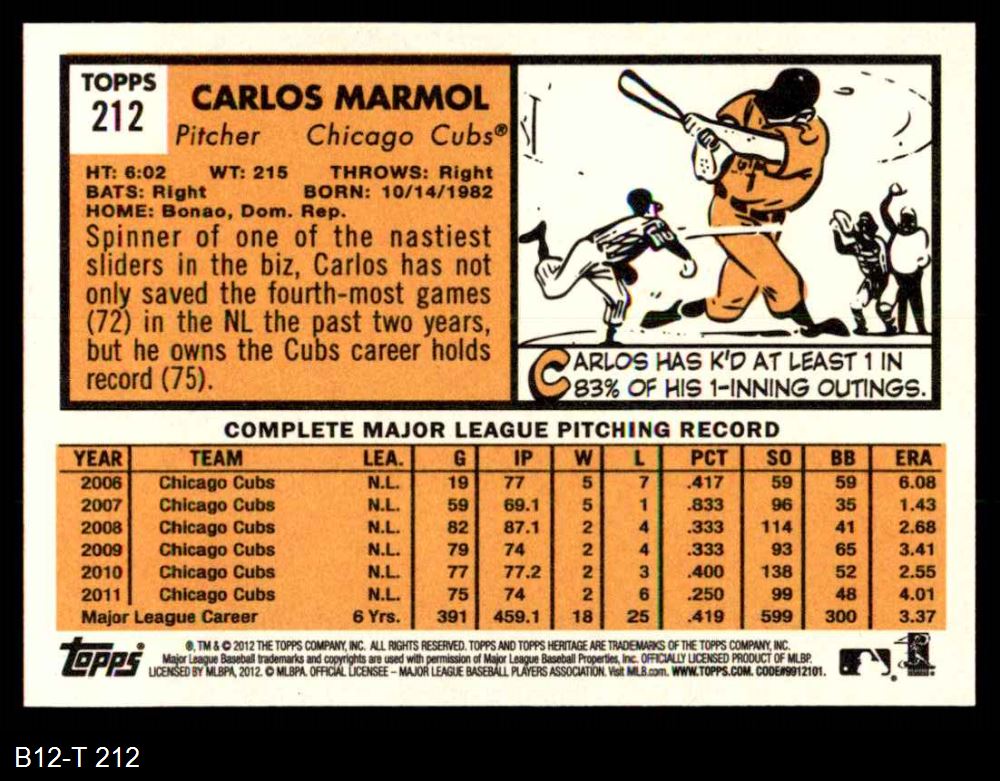 TOPPS
212
CARLOS MARMOL
Pitcher Chicago Cubs®
HT: 6:02 WT: 215 THROWS: Right
BATS: Right BORN: 10/14/1982
HOME: Bonao, Dom. Rep.
Spinner of one of the nastiest
sliders in the biz, Carlos has not
only saved the fourth-most games
(72) in the NL the past two years,
but he owns the Cubs career holds
record (75).
CARLOS HAS K'D AT LEAST 1 IN
83% OF HIS 1-INNING OUTINGS.
COMPLETE MAJOR LEAGUE PITCHING RECORD
YEAR TEAM LEA. G IP W L PCT SO BB ERA
2006 Chicago Cubs N.L. 19 77 5 7 .417 59 59 6.08
2007 Chicago Cubs N.L. 59 69.1 5 1 .833 96 35 1.43
2008 Chicago Cubs N.L. 82 87.1 2 4 .333 114 41 2.68
2009 Chicago Cubs N.L. 79 74 2 4 .333 93 65 3.41
2010 Chicago Cubs N.L. 77 77.2 2 3 .400 138 52 2.55
2011 Chicago Cubs N.L. 75 74 2 6 .250 99 48 4.01
Major League Career 6 Yrs. 391 459.1 18 25 .419 599 300 3.37
Topps
®, TM & © 2012 THE TOPPS COMPANY, INC. ALL RIGHTS RESERVED. TOPPS AND TOPPS HERITAGE ARE TRADEMARKS OF THE TOPPS COMPANY, INC.
Major League Baseball trademarks and copyrights are used with permission of Major League Baseball Properties, Inc. OFFICIALLY LICENSED PRODUCT OF MLBP.
LICENSED BY MLBPA, 2012. © MLBPA. OFFICIAL LICENSEE – MAJOR LEAGUE BASEBALL PLAYERS ASSOCIATION. Visit MLB.com. WWW.TOPPS.COM. CODE#9912101.
B12-T 212